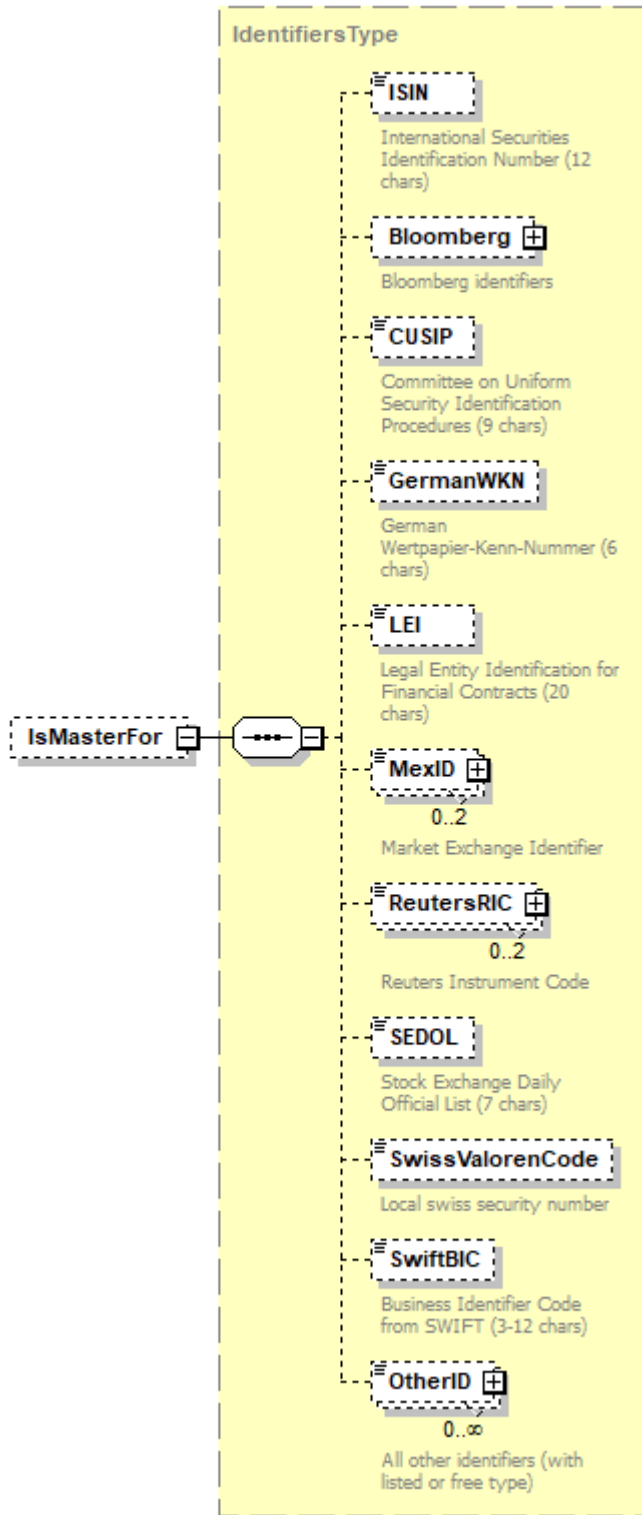 IdentifiersType
ISIN
International Securities
Identification Number (12
chars)
Bloomberg
Bloomberg identifiers
CUSIP
Committee on Uniform
Security Identification
Procedures (9 chars)
GermanWKN
German
Wertpapier-Kenn-Nummer (6
chars)
LEI
Legal Entity Identification for
Financial Contracts (20
chars)
IsMasterFor
MexID
0..2
Market Exchange Identifier
ReutersRIC
0..2
Reuters Instrument Code
SEDOL
Stock Exchange Daily
Official List (7 chars)
SwissValorenCode
Local swiss security number
SwiftBIC
Business Identifier Code
from SWIFT (3-12 chars)
OtherID
0..∞
All other identifiers (with
listed or free type)